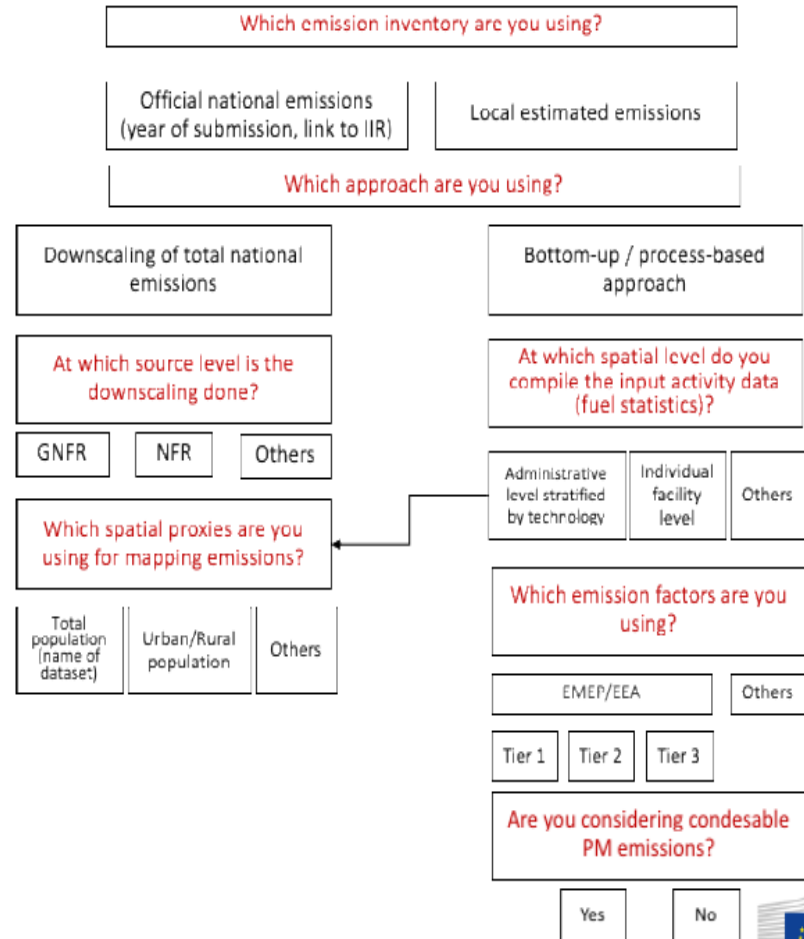 Which emission inventory are you using?
Official national emissions
(year of submission, link to IIR)
Local estimated emissions
Which approach are you using?
Downscaling of total national
emissions
Bottom-up / process-based
approach
At which source level is the
downscaling done?
At which spatial level do you
compile the input activity data
(fuel statistics)?
GNFR
NFR
Others
Administrative
level stratified
by technology
Individual
facility
level
Others
Which spatial proxies are you
using for mapping emissions?
Which emission factors are you
using?
Total
population
(name of
dataset)
Urban/Rural
population
Others
EMEP/EEA
Others
Tier 1
Tier 2
Tier 3
Are you considering condesable
PM emissions?
Yes
No